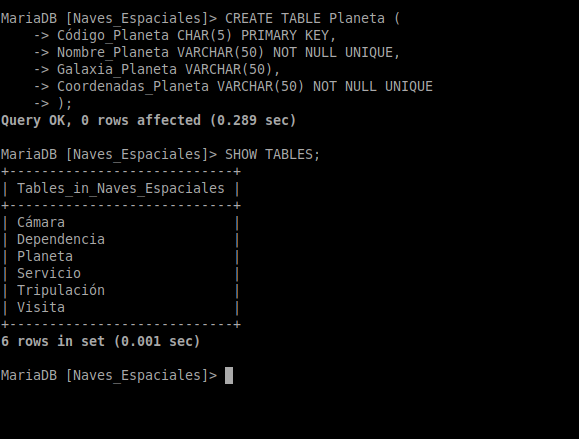 MariaDB [Naves_Espaciales]> CREATE TABLE Planeta (
    -> Código_Planeta CHAR(5) PRIMARY KEY,
    -> Nombre_Planeta VARCHAR(50) NOT NULL UNIQUE,
    -> Galaxia_Planeta VARCHAR(50),
    -> Coordenadas_Planeta VARCHAR(50) NOT NULL UNIQUE
    -> );
Query OK, 0 rows affected (0.289 sec)

MariaDB [Naves_Espaciales]> SHOW TABLES;
+----------------------------+
| Tables_in_Naves_Espaciales |
+----------------------------+
| Cámara                     |
| Dependencia                |
| Planeta                    |
| Servicio                   |
| Tripulación                |
| Visita                     |
+----------------------------+
6 rows in set (0.001 sec)

MariaDB [Naves_Espaciales]>